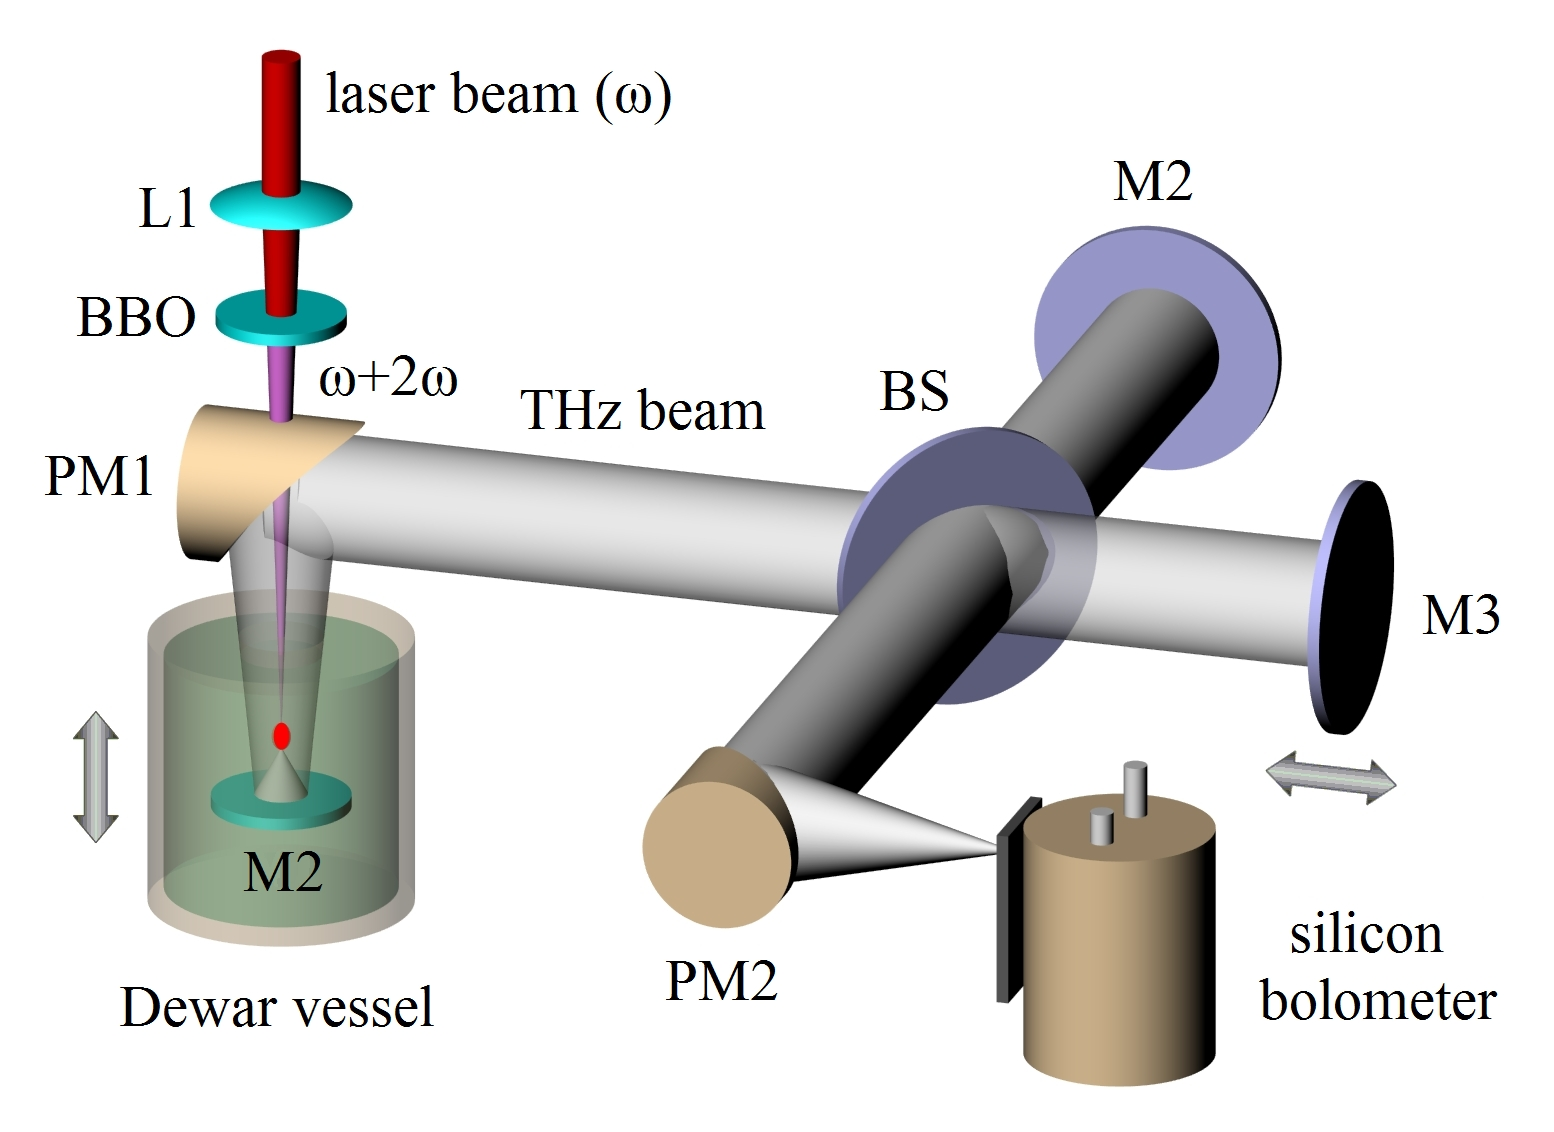 laser beam (ω)
L1
BBO
ω+2ω
PM1
THz beam
BS
M2
M3
M2
Dewar vessel
PM2
silicon
bolometer